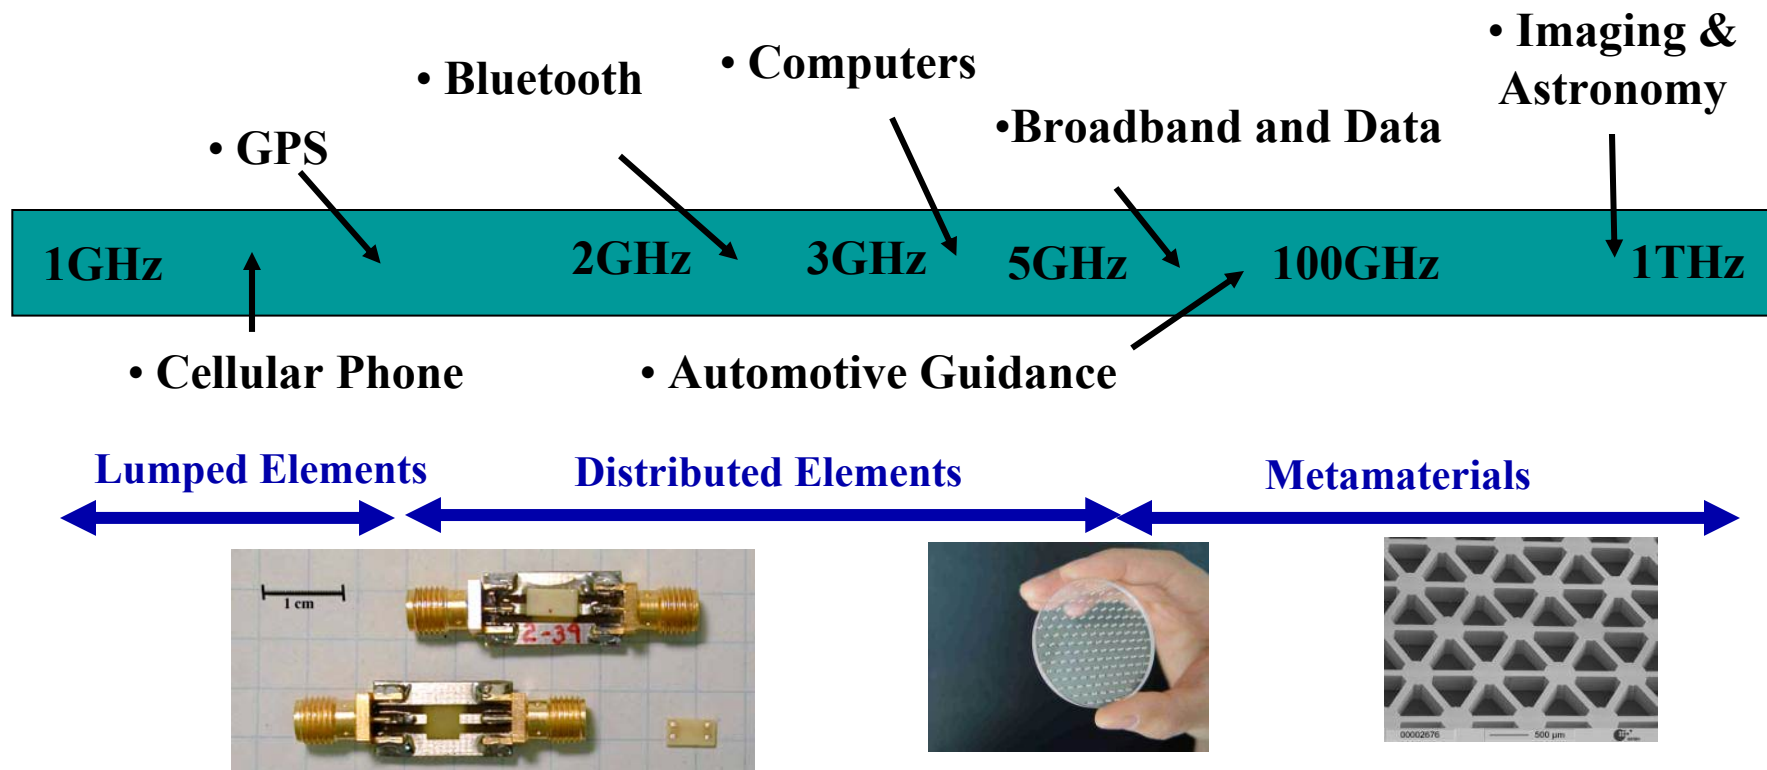 • Imaging &
Astronomy
• Computers
• Bluetooth
•Broadband and Data
• GPS
1GHz 2GHz 3GHz 5GHz 100GHz 1THz
• Cellular Phone
• Automotive Guidance
Lumped Elements
Distributed Elements
Metamaterials
1 cm
2-39
00002676
500 µm